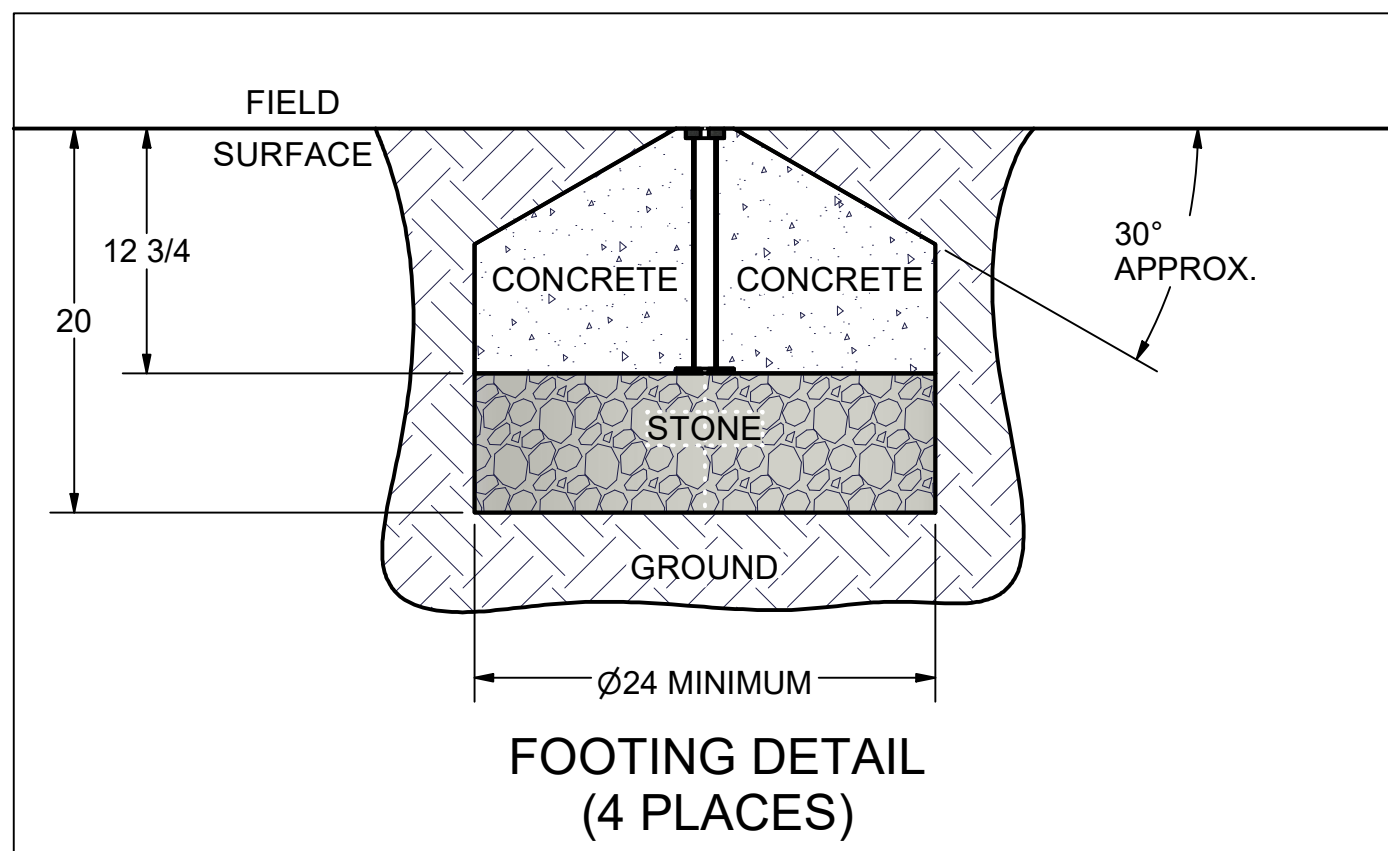 FIELD
SURFACE
12 3/4
20
30°
APPROX.
CONCRETE CONCRETE
STONE
GROUND
Ø24 MINIMUM
FOOTING DETAIL
(4 PLACES)